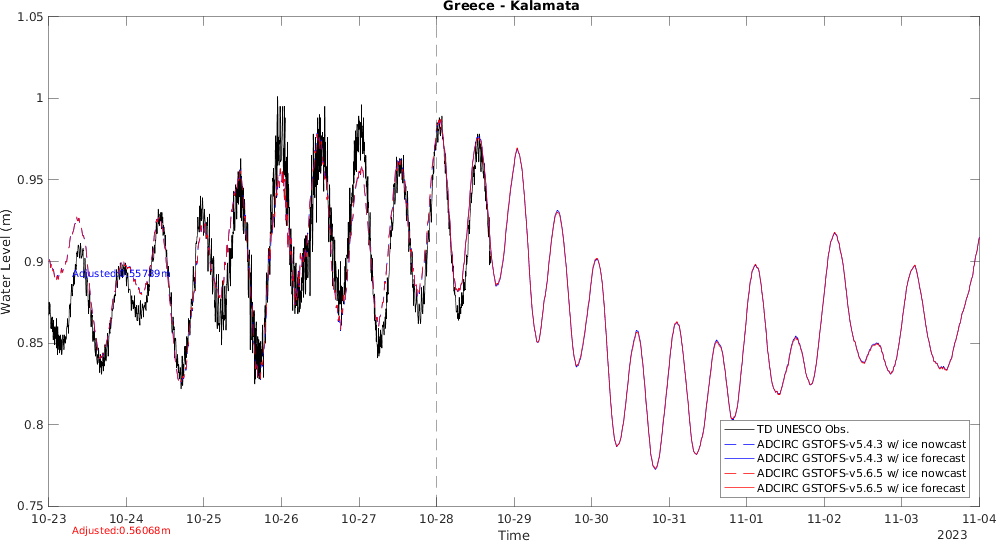 Greece - Kalamata
1.05
1
0.95
0.9
0.85
0.8
0.75
Water Level (m)
Adjusted:0.55789m
TD UNESCO Obs.
ADCIRC GSTOFS-v5.4.3 w/ ice nowcast
ADCIRC GSTOFS-v5.4.3 w/ ice forecast
ADCIRC GSTOFS-v5.6.5 w/ ice nowcast
ADCIRC GSTOFS-v5.6.5 w/ ice forecast
10-23 10-24 10-25 10-26 10-27 10-28 10-29 10-30 10-31 11-01 11-02 11-03 11-04
Adjusted:0.56068m
Time
2023